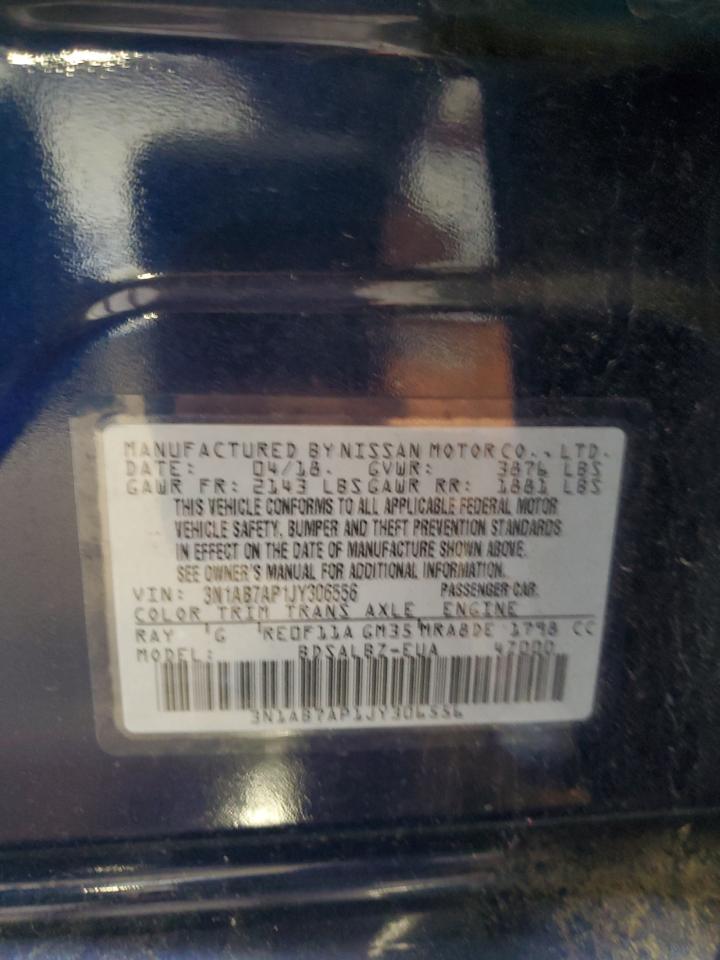 MANUFACTURED BY NISSAN MOTOR CO., LTD.
DATE: 04/18. GVWR: 3876 LBS
GAWR FR: 2143 LBS GAWR RR: 1881 LBS
THIS VEHICLE CONFORMS TO ALL APPLICABLE FEDERAL MOTOR
VEHICLE SAFETY, BUMPER AND THEFT PREVENTION STANDARDS
IN EFFECT ON THE DATE OF MANUFACTURE SHOWN ABOVE.
SEE OWNER'S MANUAL FOR ADDITIONAL INFORMATION.
VIN: 3N1AB7AP1JY306556 PASSENGER CAR.
COLOR TRIM TRANS AXLE ENGINE
RAY G RE0F11A GM35 MRA8DE 1798 CC
MODEL: BDSALBZ-EUA 47000
3N1AB7AP1JY306556